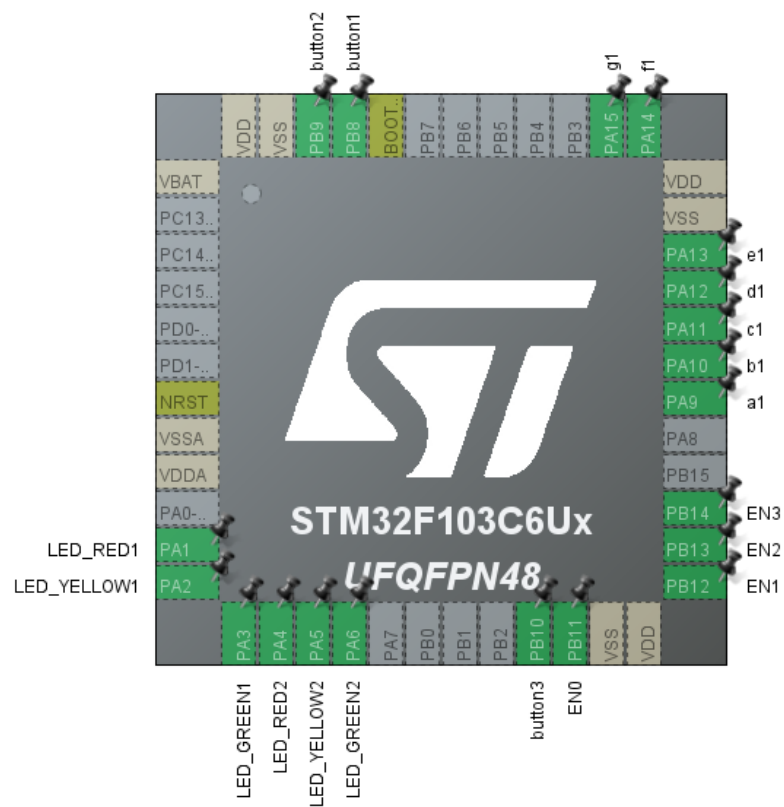 button2
button1
g1
f1
VDD
VSS
PB9
PB8
BOOT..
PB7
PB6
PB5
PB4
PB3
PA15
PA14
VBAT
PC13..
PC14..
PC15..
PD0-..
PD1-..
NRST
VSSA
VDDA
PA0-..
LED_RED1 PA1
LED_YELLOW1 PA2
VDD
VSS
PA13 e1
PA12 d1
PA11 c1
PA10 b1
PA9 a1
PA8
PB15
PB14 EN3
PB13 EN2
PB12 EN1
ST
STM32F103C6Ux
UFQFPN48
PA3
PA4
PA5
PA6
PA7
PB0
PB1
PB2
PB10
PB11
VSS
VDD
LED_GREEN1
LED_RED2
LED_YELLOW2
LED_GREEN2
button3
EN0